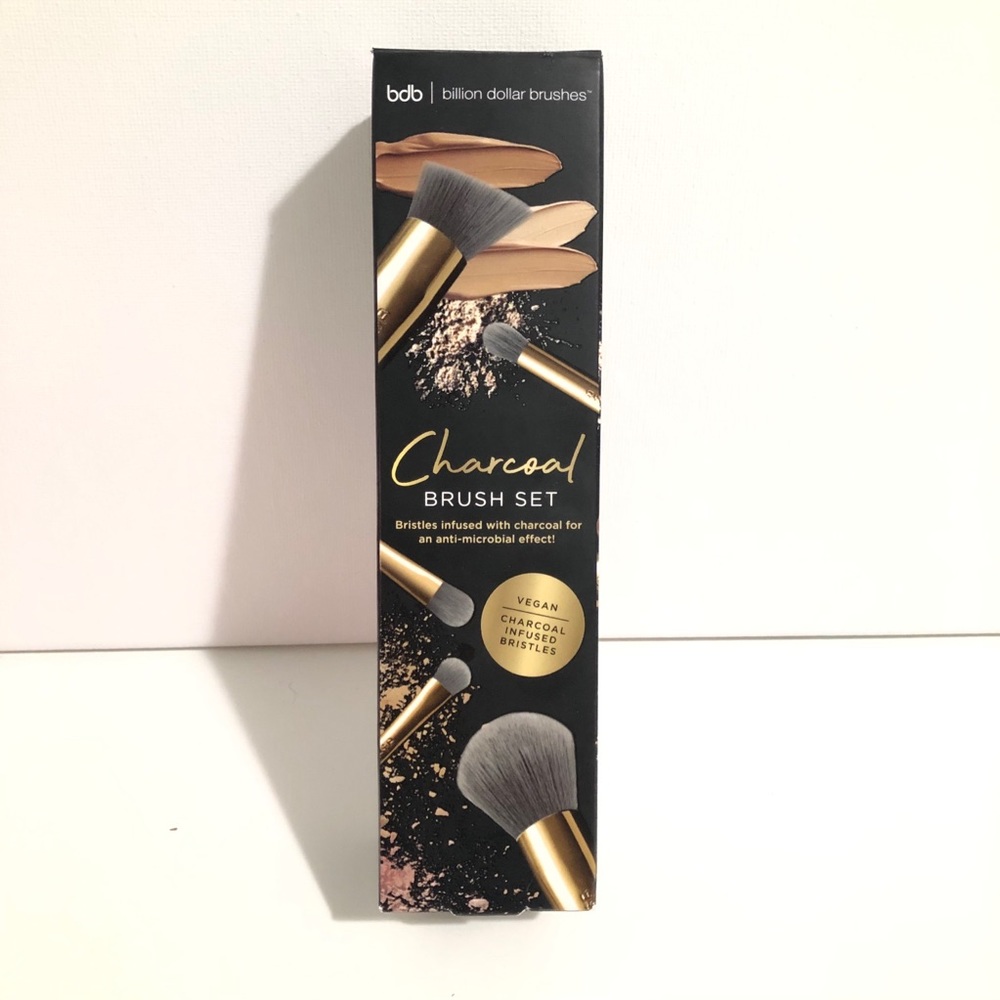 bdb | billion dollar brushes™
Charcoal
BRUSH SET
Bristles infused with charcoal for
an anti-microbial effect!
VEGAN
CHARCOAL
INFUSED
BRISTLES